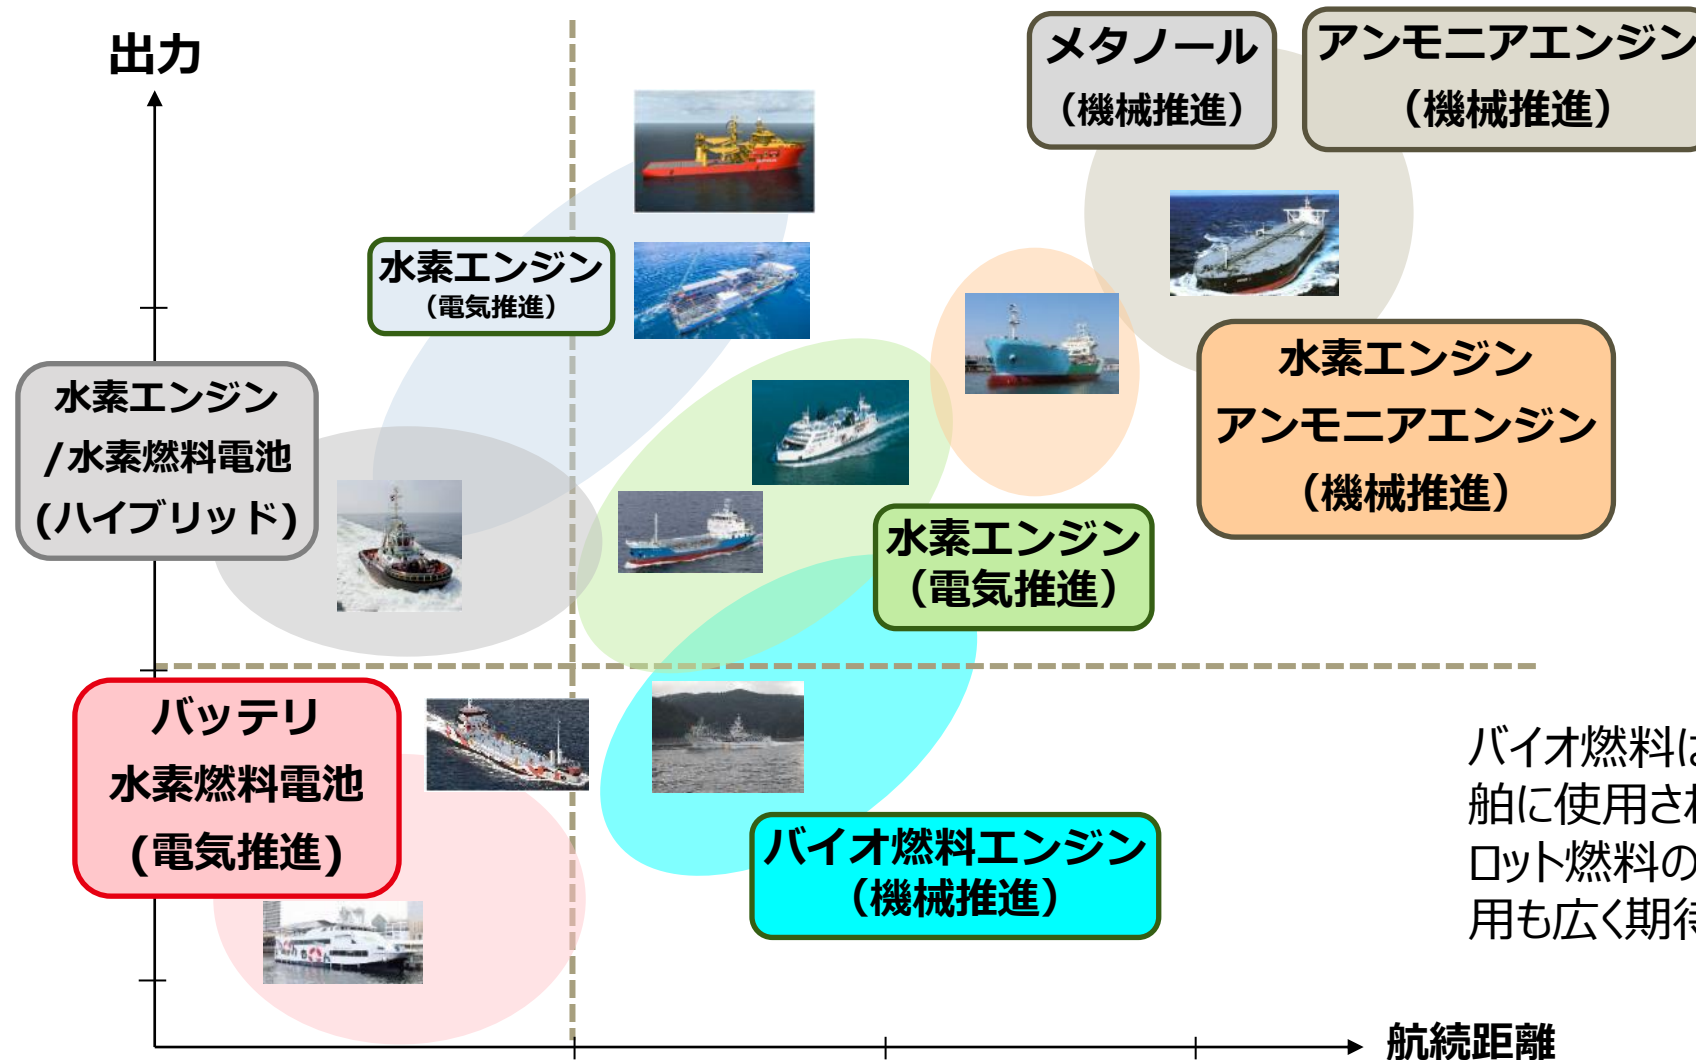 出力
メタノール
（機械推進）
アンモニアエンジン
（機械推進）
水素エンジン
（電気推進）
水素エンジン
/水素燃料電池
(ハイブリッド)
水素エンジン
アンモニアエンジン
（機械推進）
水素エンジン
（電気推進）
バッテリ
水素燃料電池
(電気推進)
バイオ燃料エンジン
（機械推進）
バイオ燃料は
舶に使用され
ロット燃料の
用も広く期待
航続距離